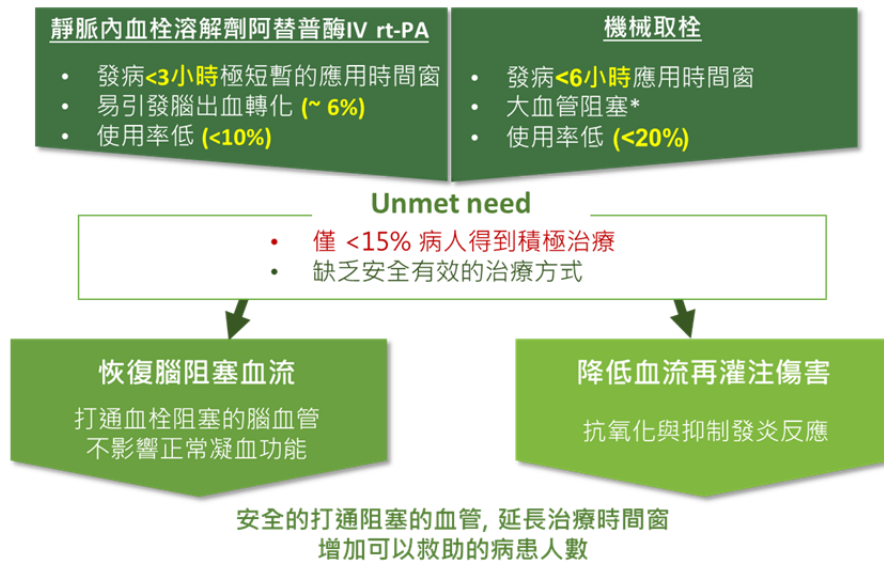 靜脈內血栓溶解劑阿替普酶IV rt-PA
• 發病<3小時極短暫的應用時間窗
• 易引發腦出血轉化 (~ 6%)
• 使用率低 (<10%)
機械取栓
• 發病<6小時應用時間窗
• 大血管阻塞*
• 使用率低 (<20%)
Unmet need
• 僅 <15% 病人得到積極治療
• 缺乏安全有效的治療方式
恢復腦阻塞血流
打通血栓阻塞的腦血管
不影響正常凝血功能
降低血流再灌注傷害
抗氧化與抑制發炎反應
安全的打通阻塞的血管, 延長治療時間窗
增加可以救助的病患人數